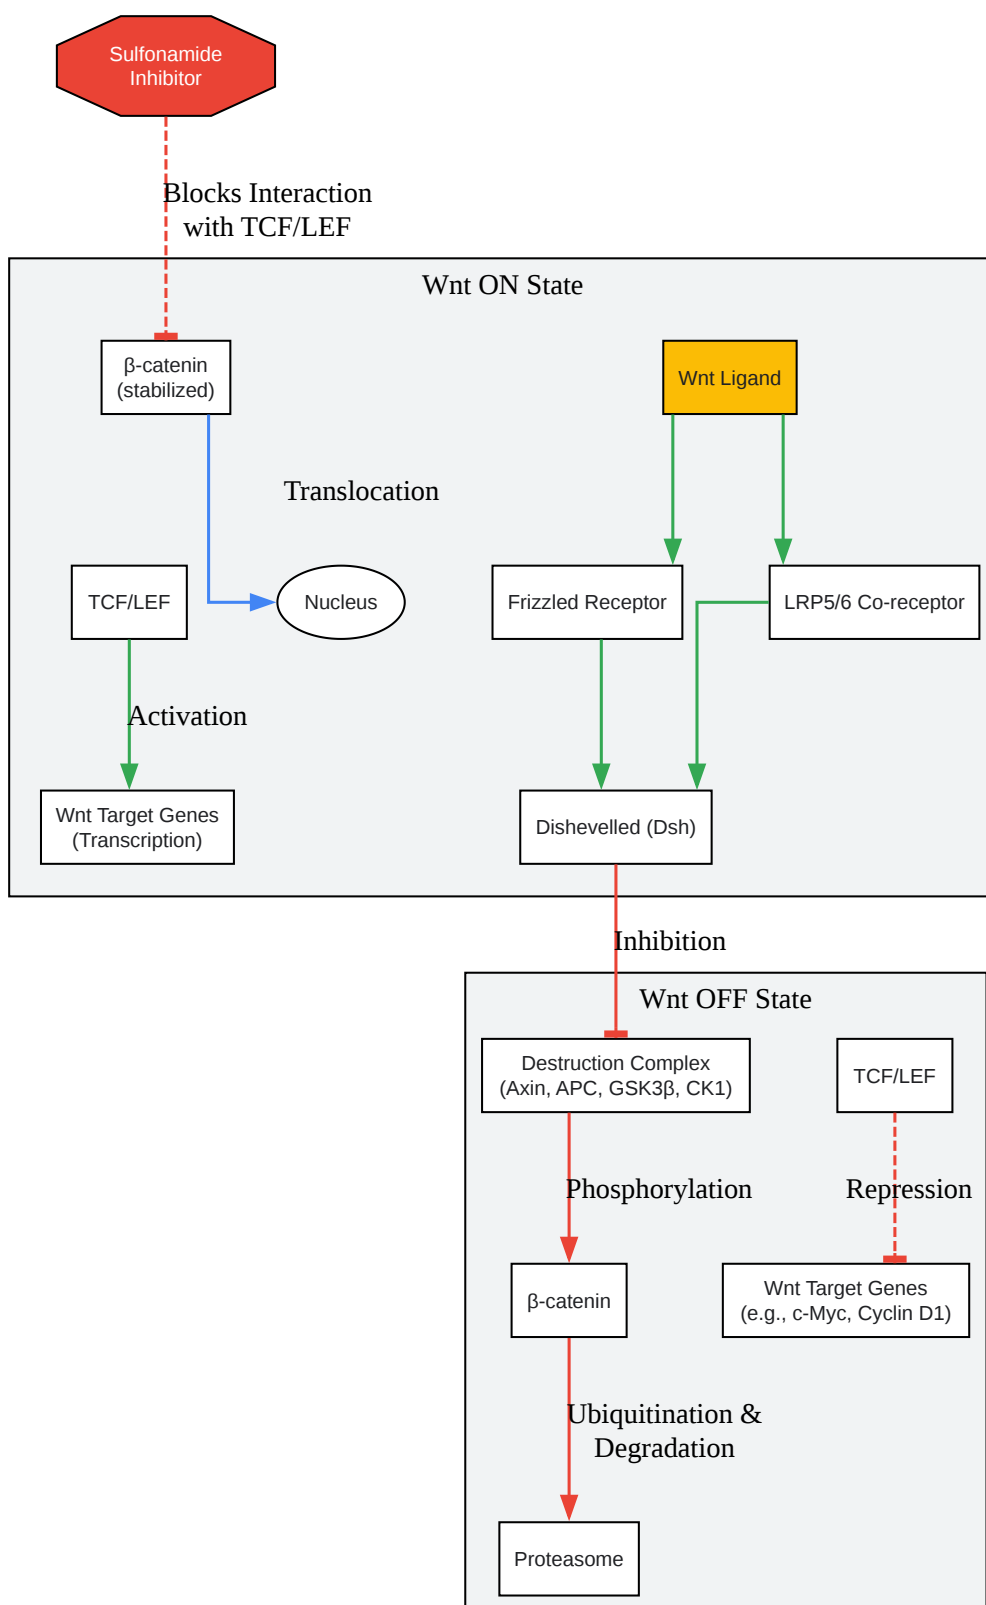 Sulfonamide
Inhibitor
Blocks Interaction
with TCF/LEF
Wnt ON State
β-catenin
(stabilized)
Wnt Ligand
Translocation
TCF/LEF
Nucleus
Frizzled Receptor
LRP5/6 Co-receptor
Activation
Wnt Target Genes
(Transcription)
Dishevelled (Dsh)
Inhibition
Wnt OFF State
Destruction Complex
(Axin, APC, GSK3β, CK1)
TCF/LEF
Phosphorylation
Repression
β-catenin
Wnt Target Genes
(e.g., c-Myc, Cyclin D1)
Ubiquitination &
Degradation
Proteasome